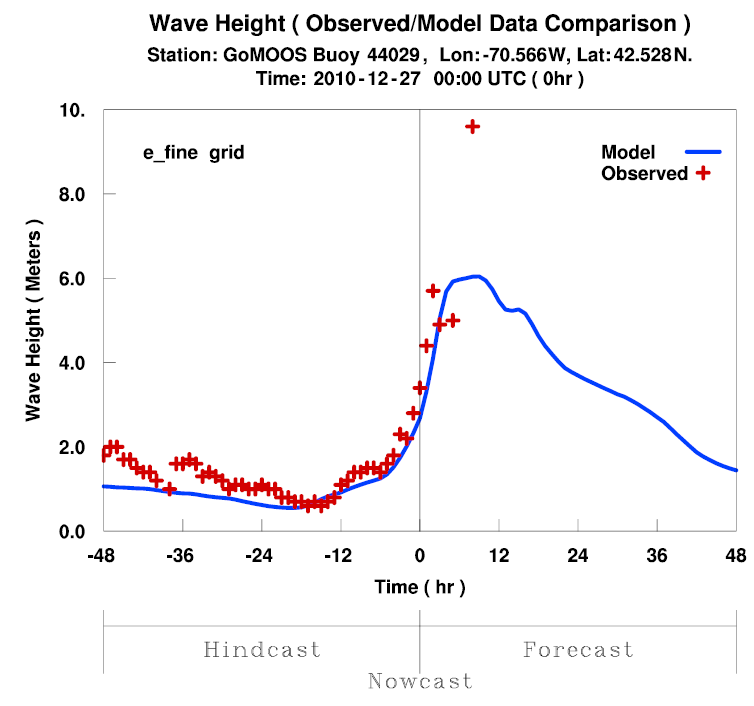 Wave Height ( Observed/Model Data Comparison )
Station: GoMOOS Buoy 44029, Lon:-70.566W, Lat:42.528N.
Time: 2010-12-27 00:00 UTC ( 0hr )
10.
8.0
6.0
4.0
2.0
0.0
Wave Height ( Meters )
e_fine grid
Model
Observed
-48 -36 -24 -12 0 12 24 36 48
Time ( hr )
Hindcast Forecast
Nowcast